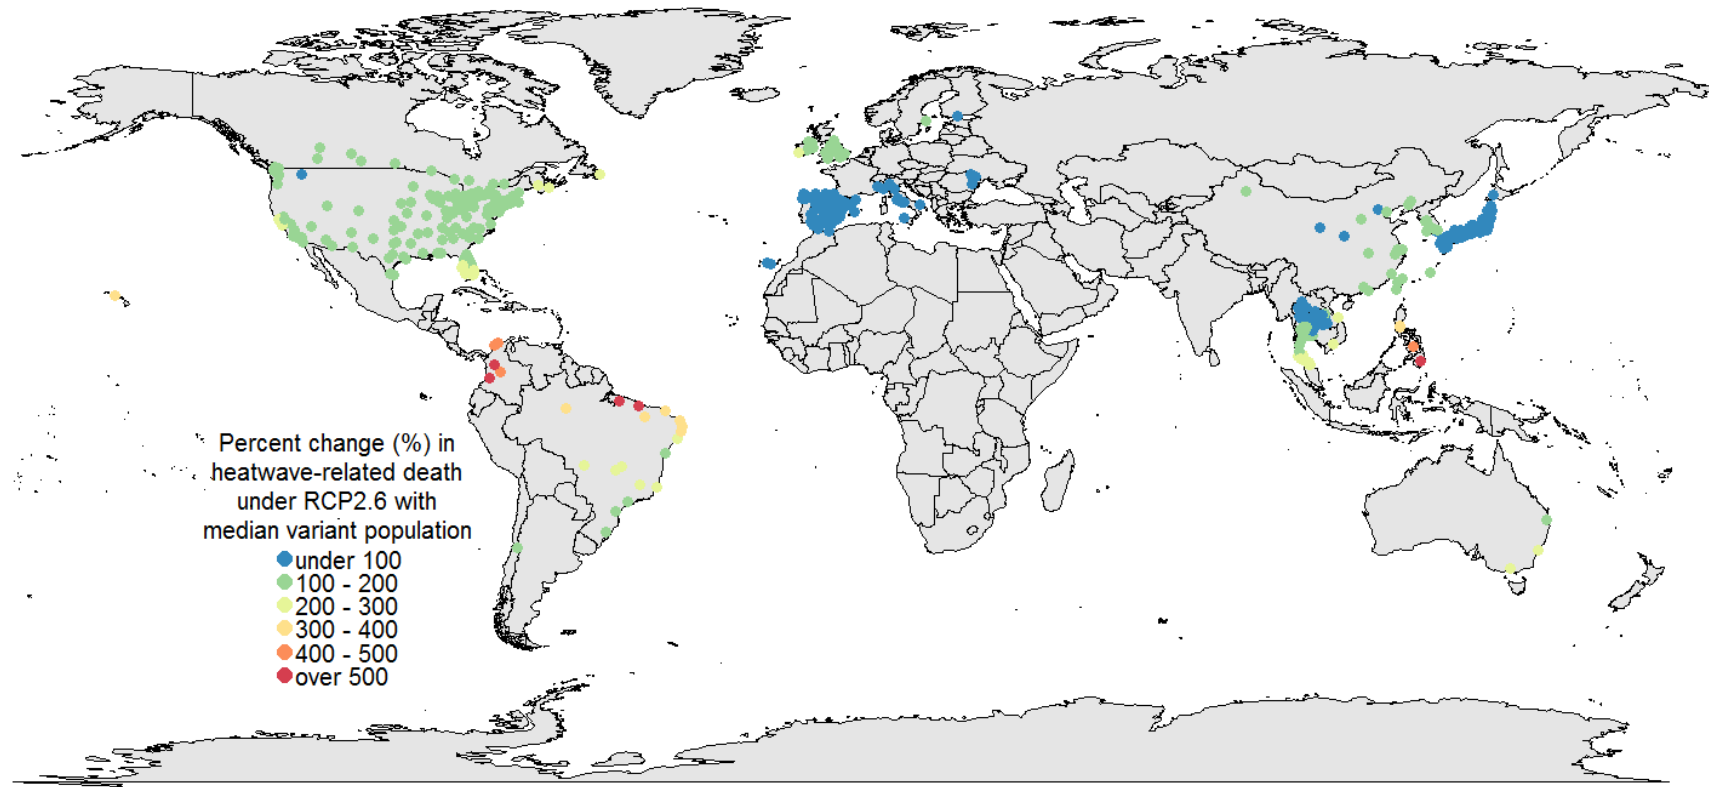 Percent change (%) in
heatwave-related death
under RCP2.6 with
median variant population
under 100
100 - 200
200 - 300
300 - 400
400 - 500
over 500